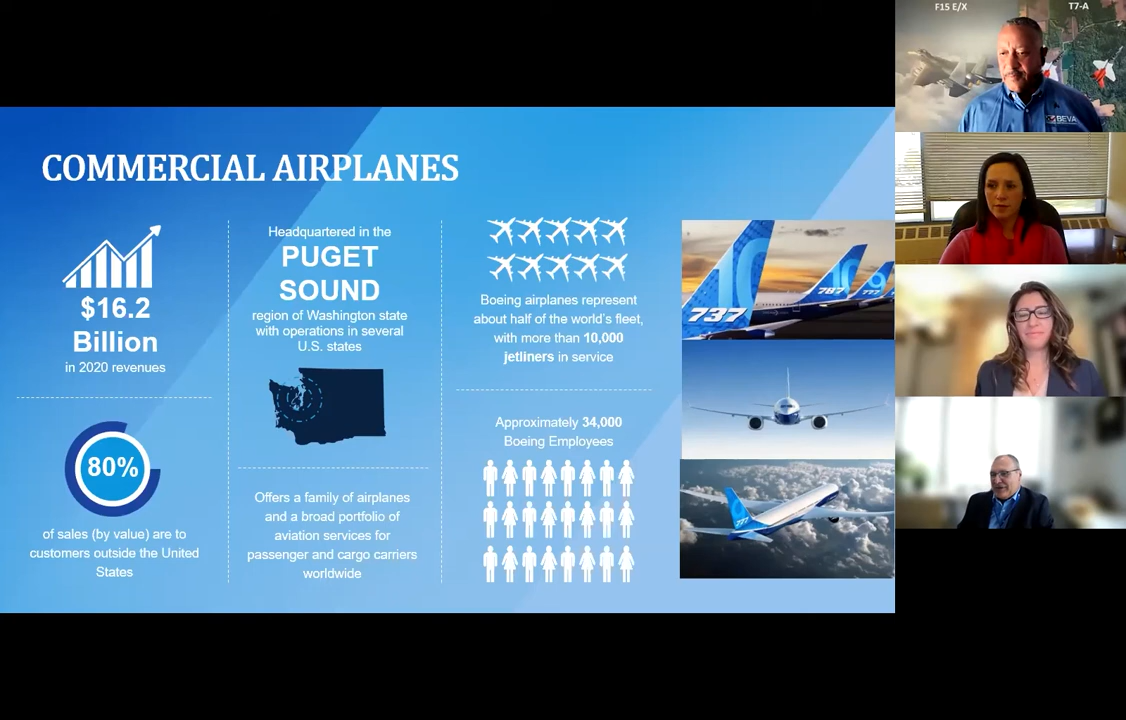 COMMERCIAL AIRPLANES
$16.2
Billion
in 2020 revenues
80%
of sales (by value) are to
customers outside the United
States
Headquartered in the
PUGET
SOUND
region of Washington state
with operations in several
U.S. states
Offers a family of airplanes
and a broad portfolio of
aviation services for
passenger and cargo carriers
worldwide
Boeing airplanes represent
about half of the world's fleet,
with more than 10,000
jetliners in service
Approximately 34,000
Boeing Employees
737
787
777
777
F15 E/X
T7-A
BEVA